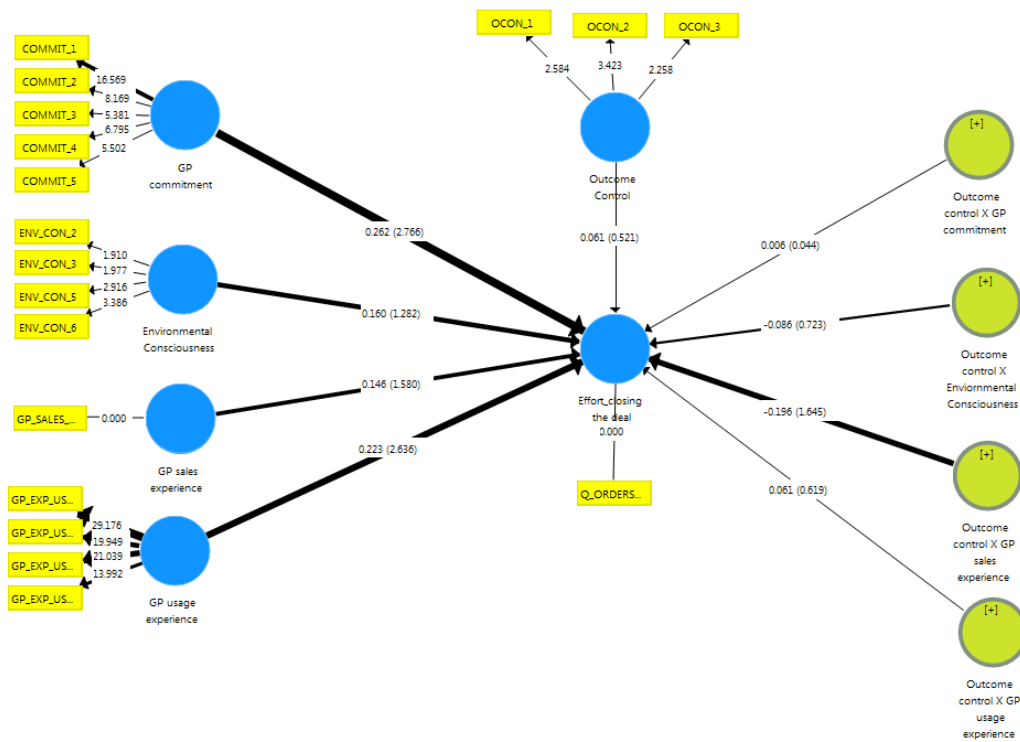 COMMIT_1
COMMIT_2
COMMIT_3
COMMIT_4
COMMIT_5
16.569
8.169
5.381
6.795
5.502
GP
commitment
OCON_1
OCON_2
OCON_3
2.584
3.423
2.258
Outcome
Control
0.262 (2.766)
0.061 (0.521)
[+]
Outcome
control X GP
commitment
0.006 (0.044)
ENV_CON_2
ENV_CON_3
ENV_CON_5
ENV_CON_6
1.910
1.977
2.916
3.386
Environmental
Consciousness
0.160 (1.282)
[+]
Outcome
control X
Enviornmental
Consciousness
-0.086 (0.723)
GP_SALES_...
0.000
GP sales
experience
0.146 (1.580)
Effort_closing
the deal
0.000
Q_ORDERS...
-0.196 (1.645)
[+]
Outcome
control X GP
sales
experience
GP_EXP_US...
GP_EXP_US...
GP_EXP_US...
GP_EXP_US...
29.176
19.949
21.039
13.992
GP usage
experience
0.223 (2.636)
0.061 (0.619)
[+]
Outcome
control X GP
usage
experience